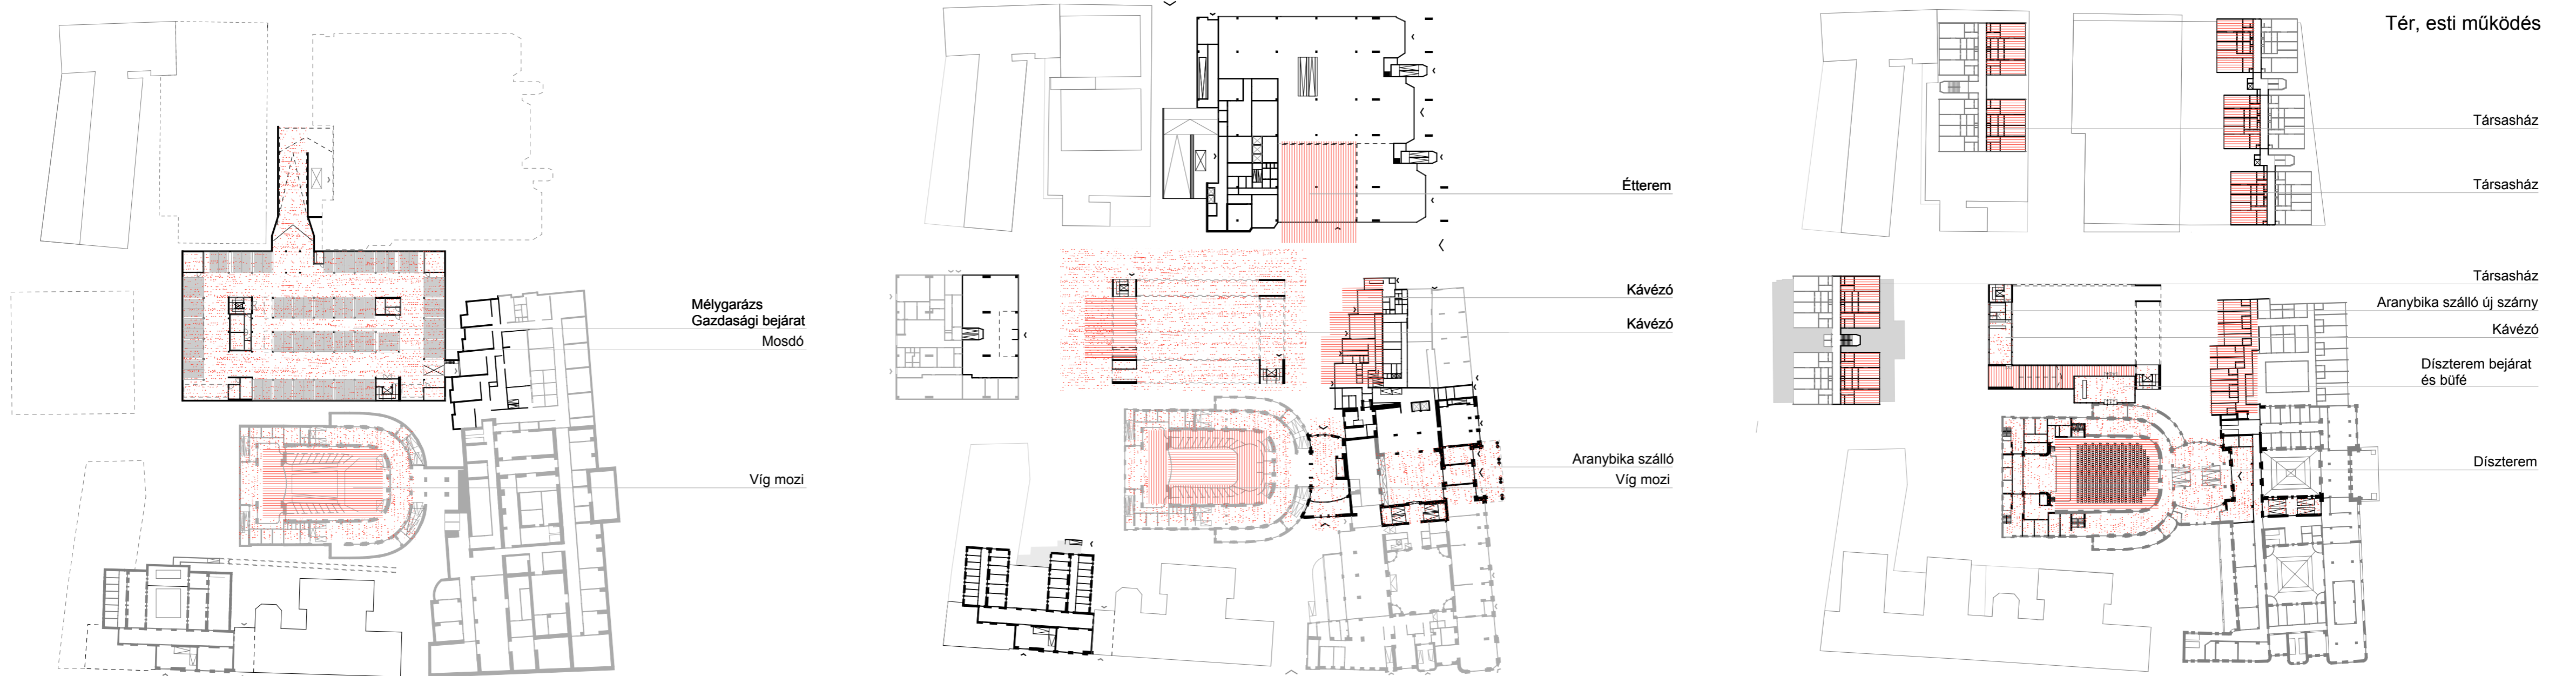 Tér, esti működés
Mélygarázs
Gazdasági bejárat
Mosdó
Víg mozi
Étterem
Kávézó
Kávézó
Aranybika szálló
Víg mozi
Társasház
Társasház
Társasház
Aranybika szálló új szárny
Kávézó
Díszterem bejárat
és büfé
Díszterem